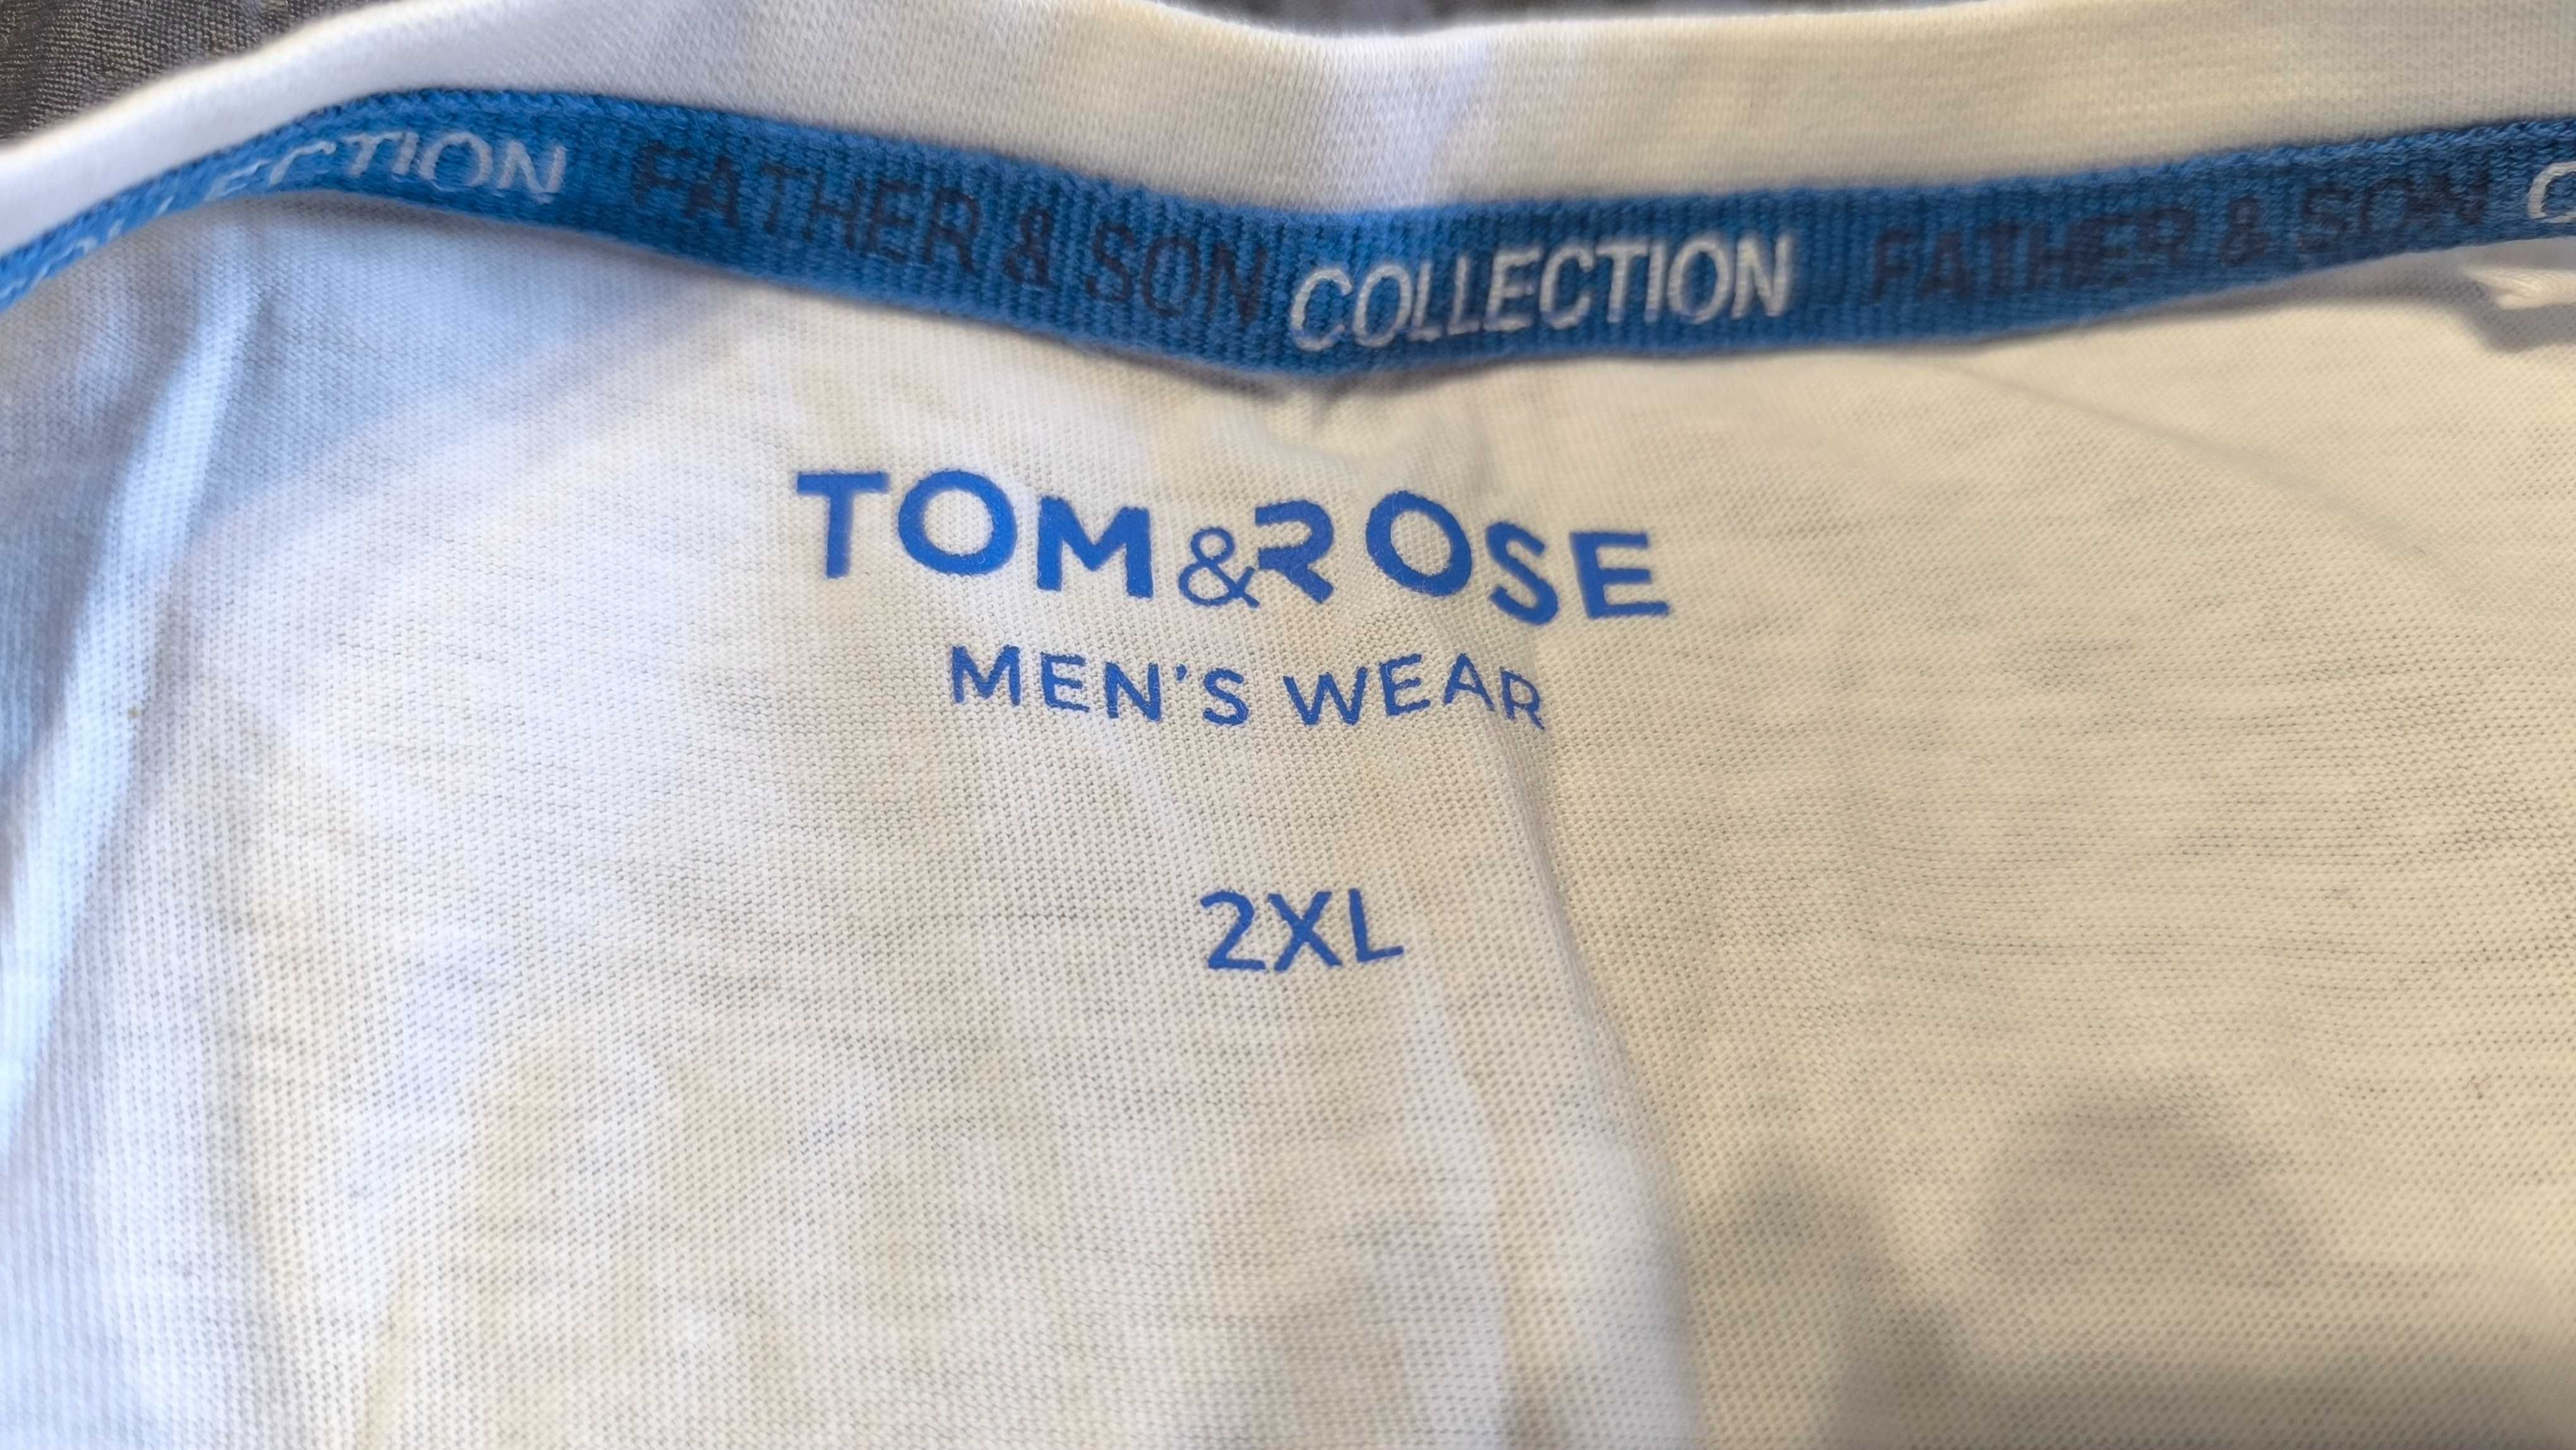 COLLECTION FATHER & SON COLLECTION FATHER & SON
TOM&ROSE
MEN'S WEAR
2XL